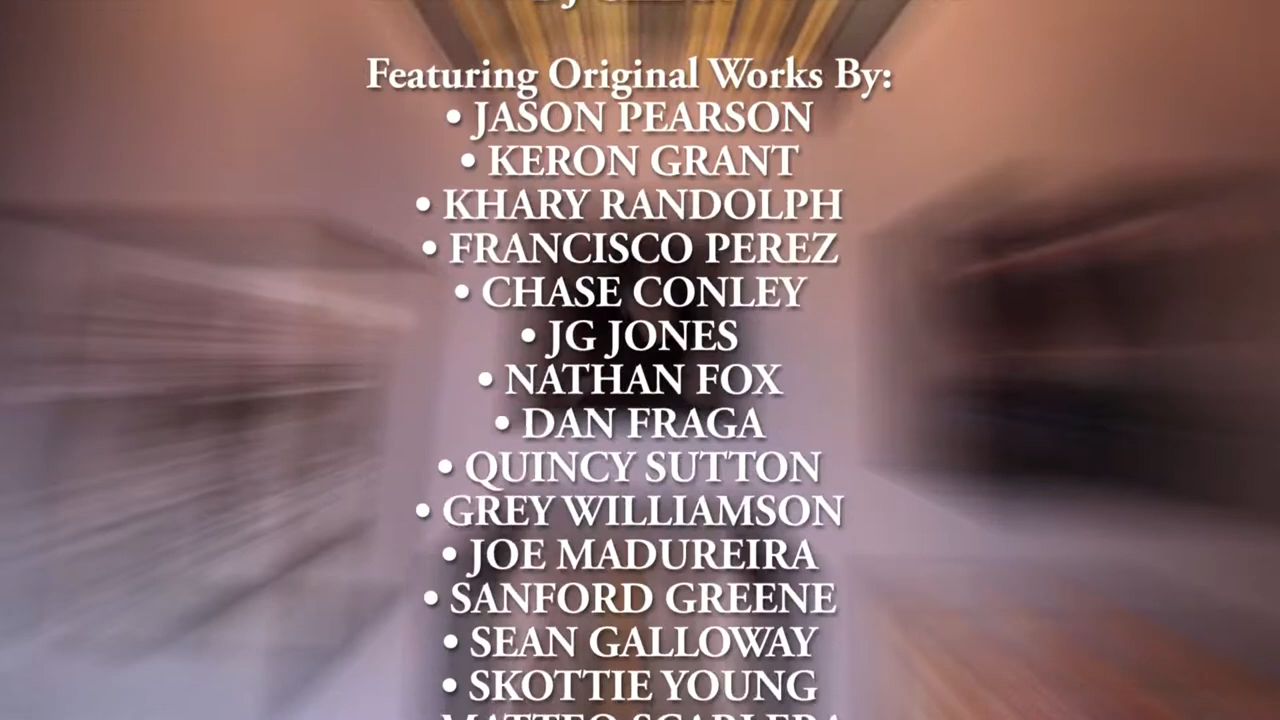 Featuring Original Works By:
• JASON PEARSON
• KERON GRANT
• KHARY RANDOLPH
• FRANCISCO PEREZ
• CHASE CONLEY
• JG JONES
• NATHAN FOX
• DAN FRAGA
• QUINCY SUTTON
• GREY WILLIAMSON
• JOE MADUREIRA
• SANFORD GREENE
• SEAN GALLOWAY
• SKOTTIE YOUNG